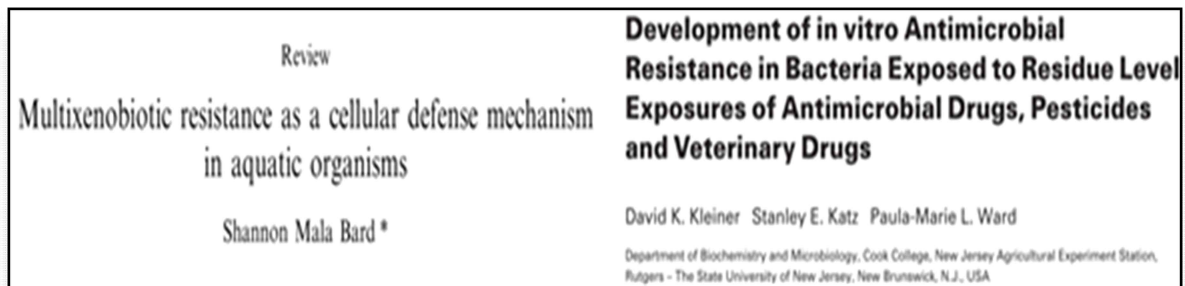 Review
Multixenobiotic resistance as a cellular defense mechanism
in aquatic organisms
Shannon Mala Bard *
Development of in vitro Antimicrobial
Resistance in Bacteria Exposed to Residue Level
Exposures of Antimicrobial Drugs, Pesticides
and Veterinary Drugs
David K. Kleiner Stanley E. Katz Paula-Marie L. Ward
Department of Biochemistry and Microbiology, Cook College, New Jersey Agricultural Experiment Station,
Rutgers – The State University of New Jersey, New Brunswick, N.J., USA